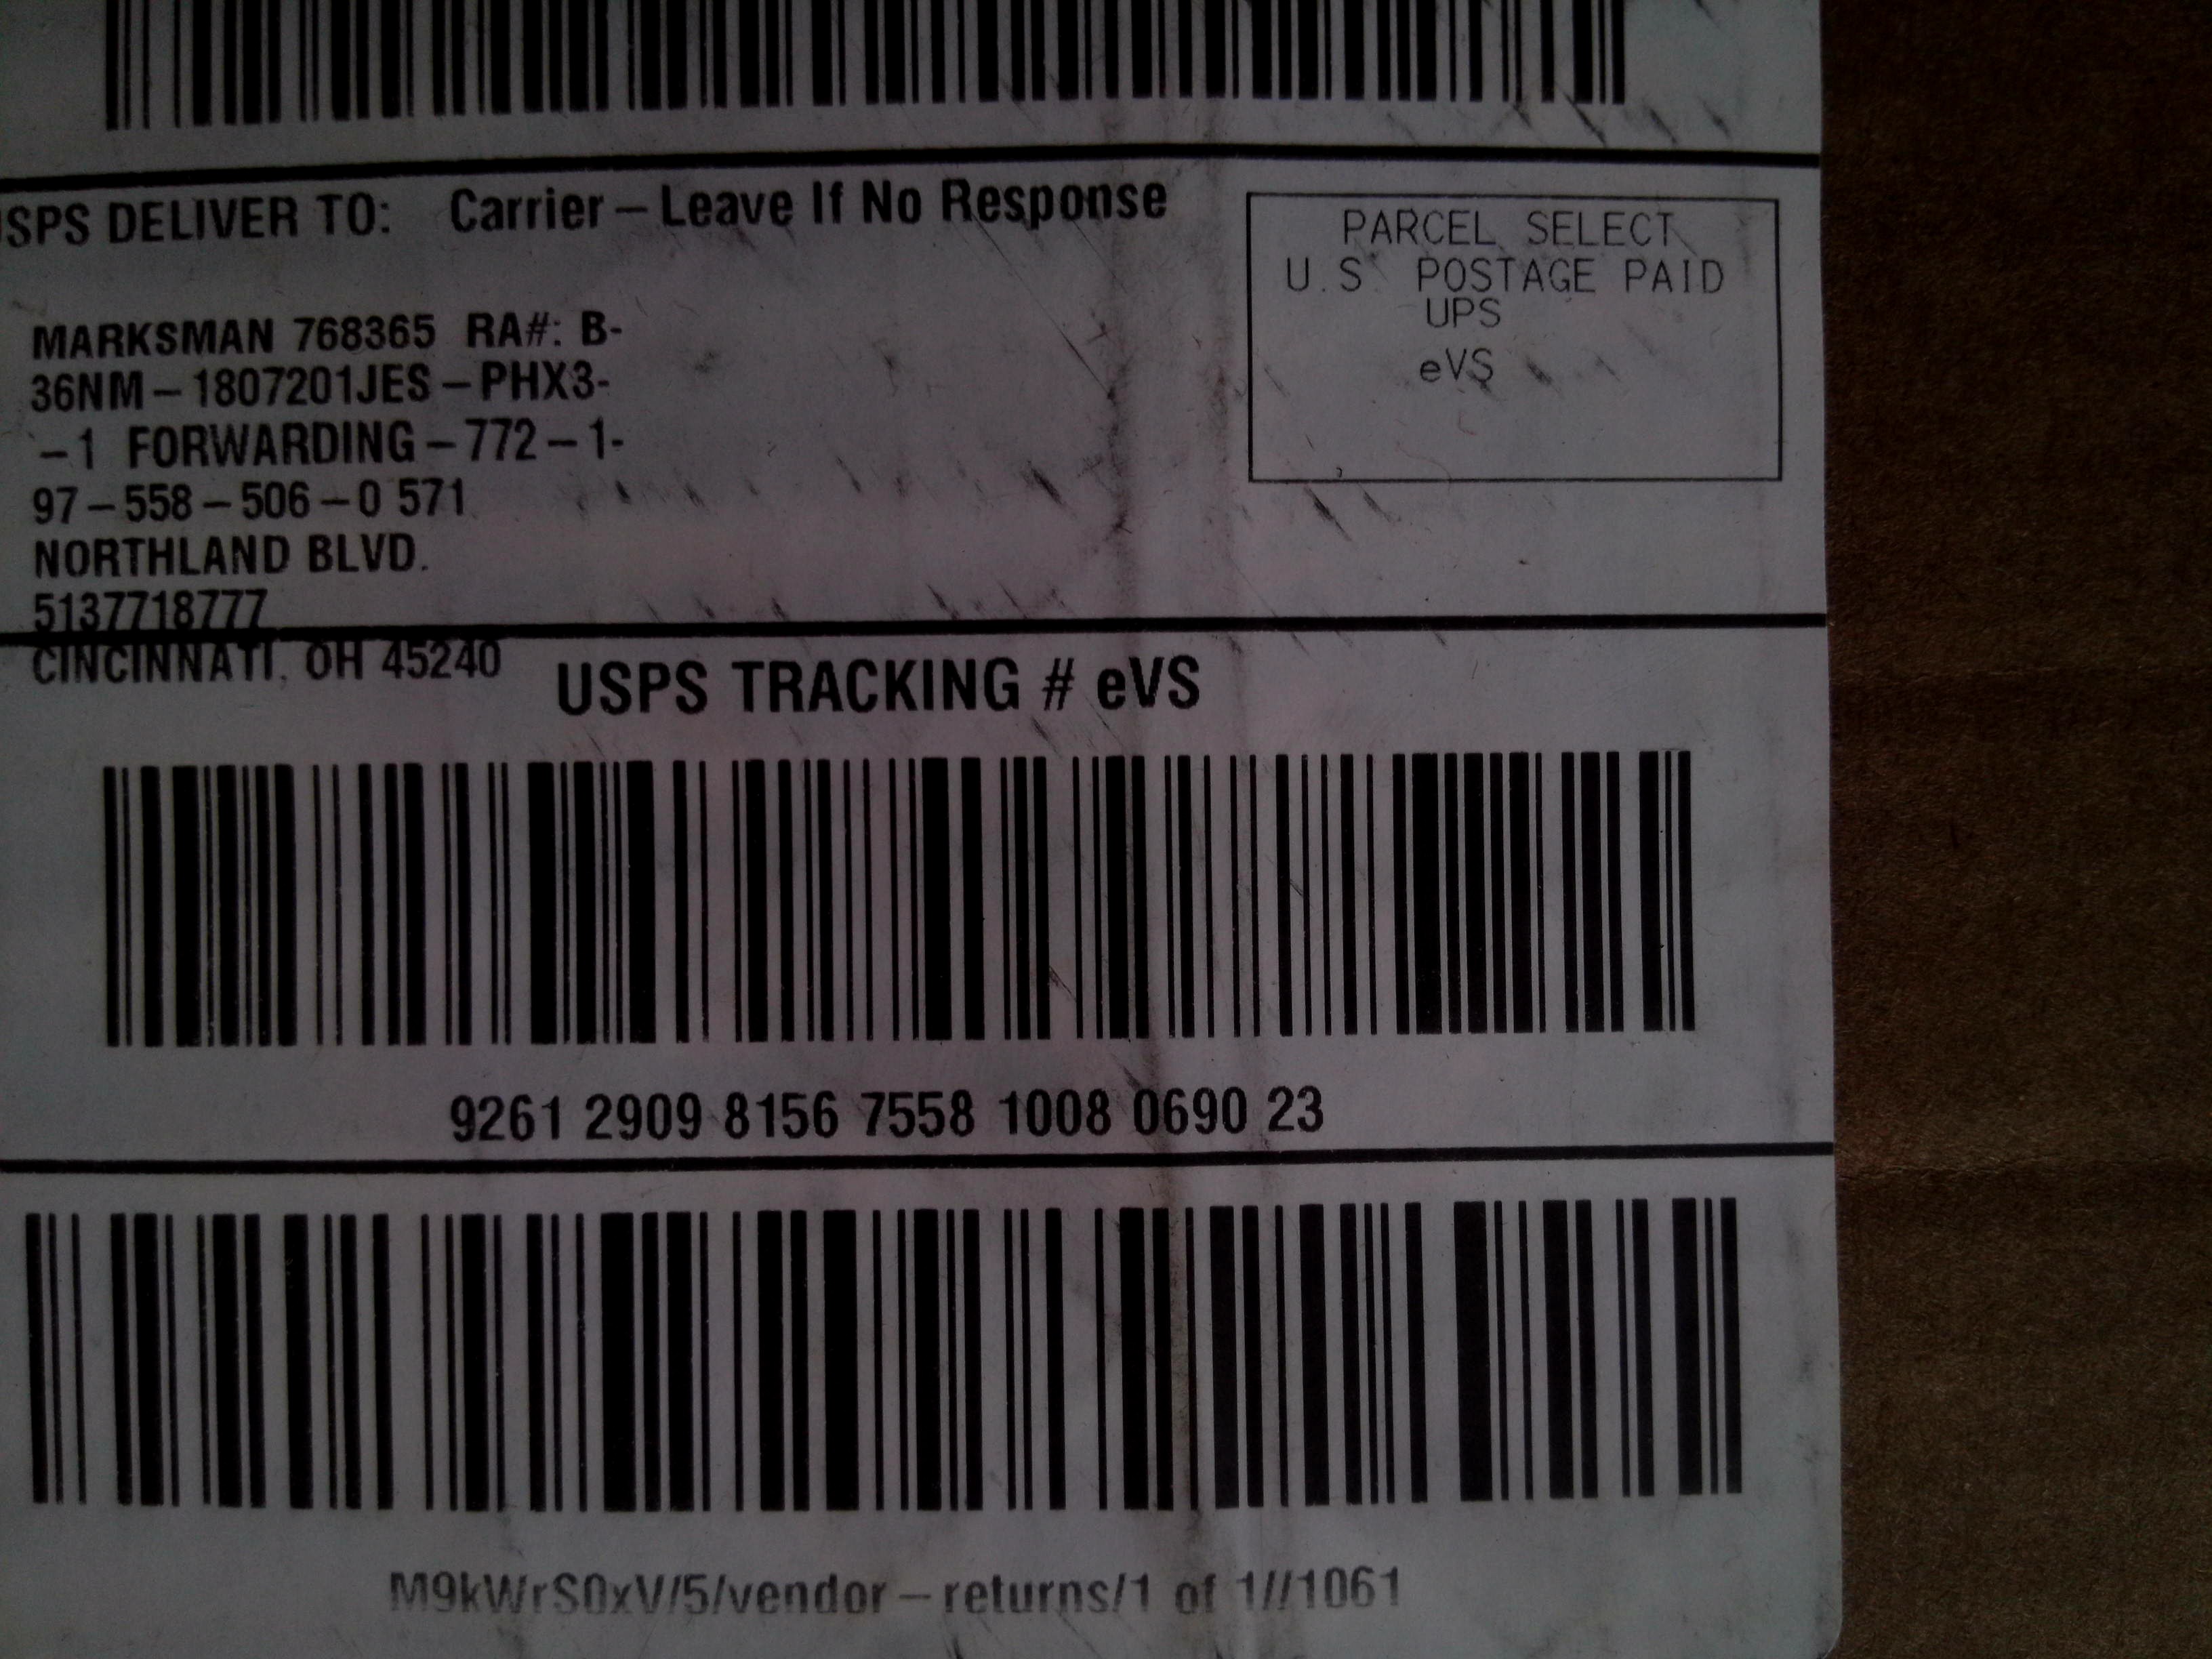 USPS DELIVER TO: Carrier – Leave If No Response
PARCEL SELECT
U.S. POSTAGE PAID
UPS
eVS
MARKSMAN 768365 RA#: B-
36NM – 1807201JES – PHX3-
– 1 FORWARDING – 772 – 1-
97 – 558 – 506 – 0 571
NORTHLAND BLVD.
5137718777
CINCINNATI, OH 45240
USPS TRACKING # eVS
9261 2909 8156 7558 1008 0690 23
M9kWrS0xV/5/vendor – returns/1 of 1//1061